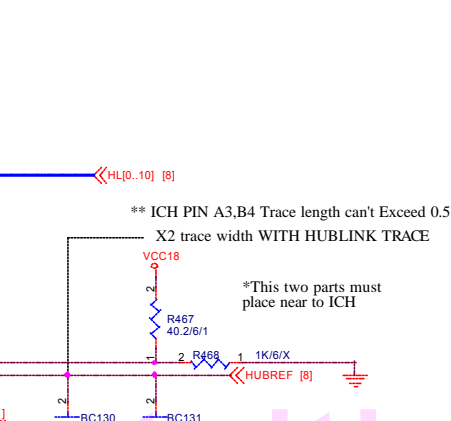 HL[0..10] [8]
** ICH PIN A3,B4 Trace length can't Exceed 0.5
X2 trace width WITH HUBLINK TRACE
VCC18
*This two parts must
place near to ICH
2
R467
40.2/6/1
1
2 R468 1 1K/6/X
HUBREF [8]
2
2
]
BC130
BC131